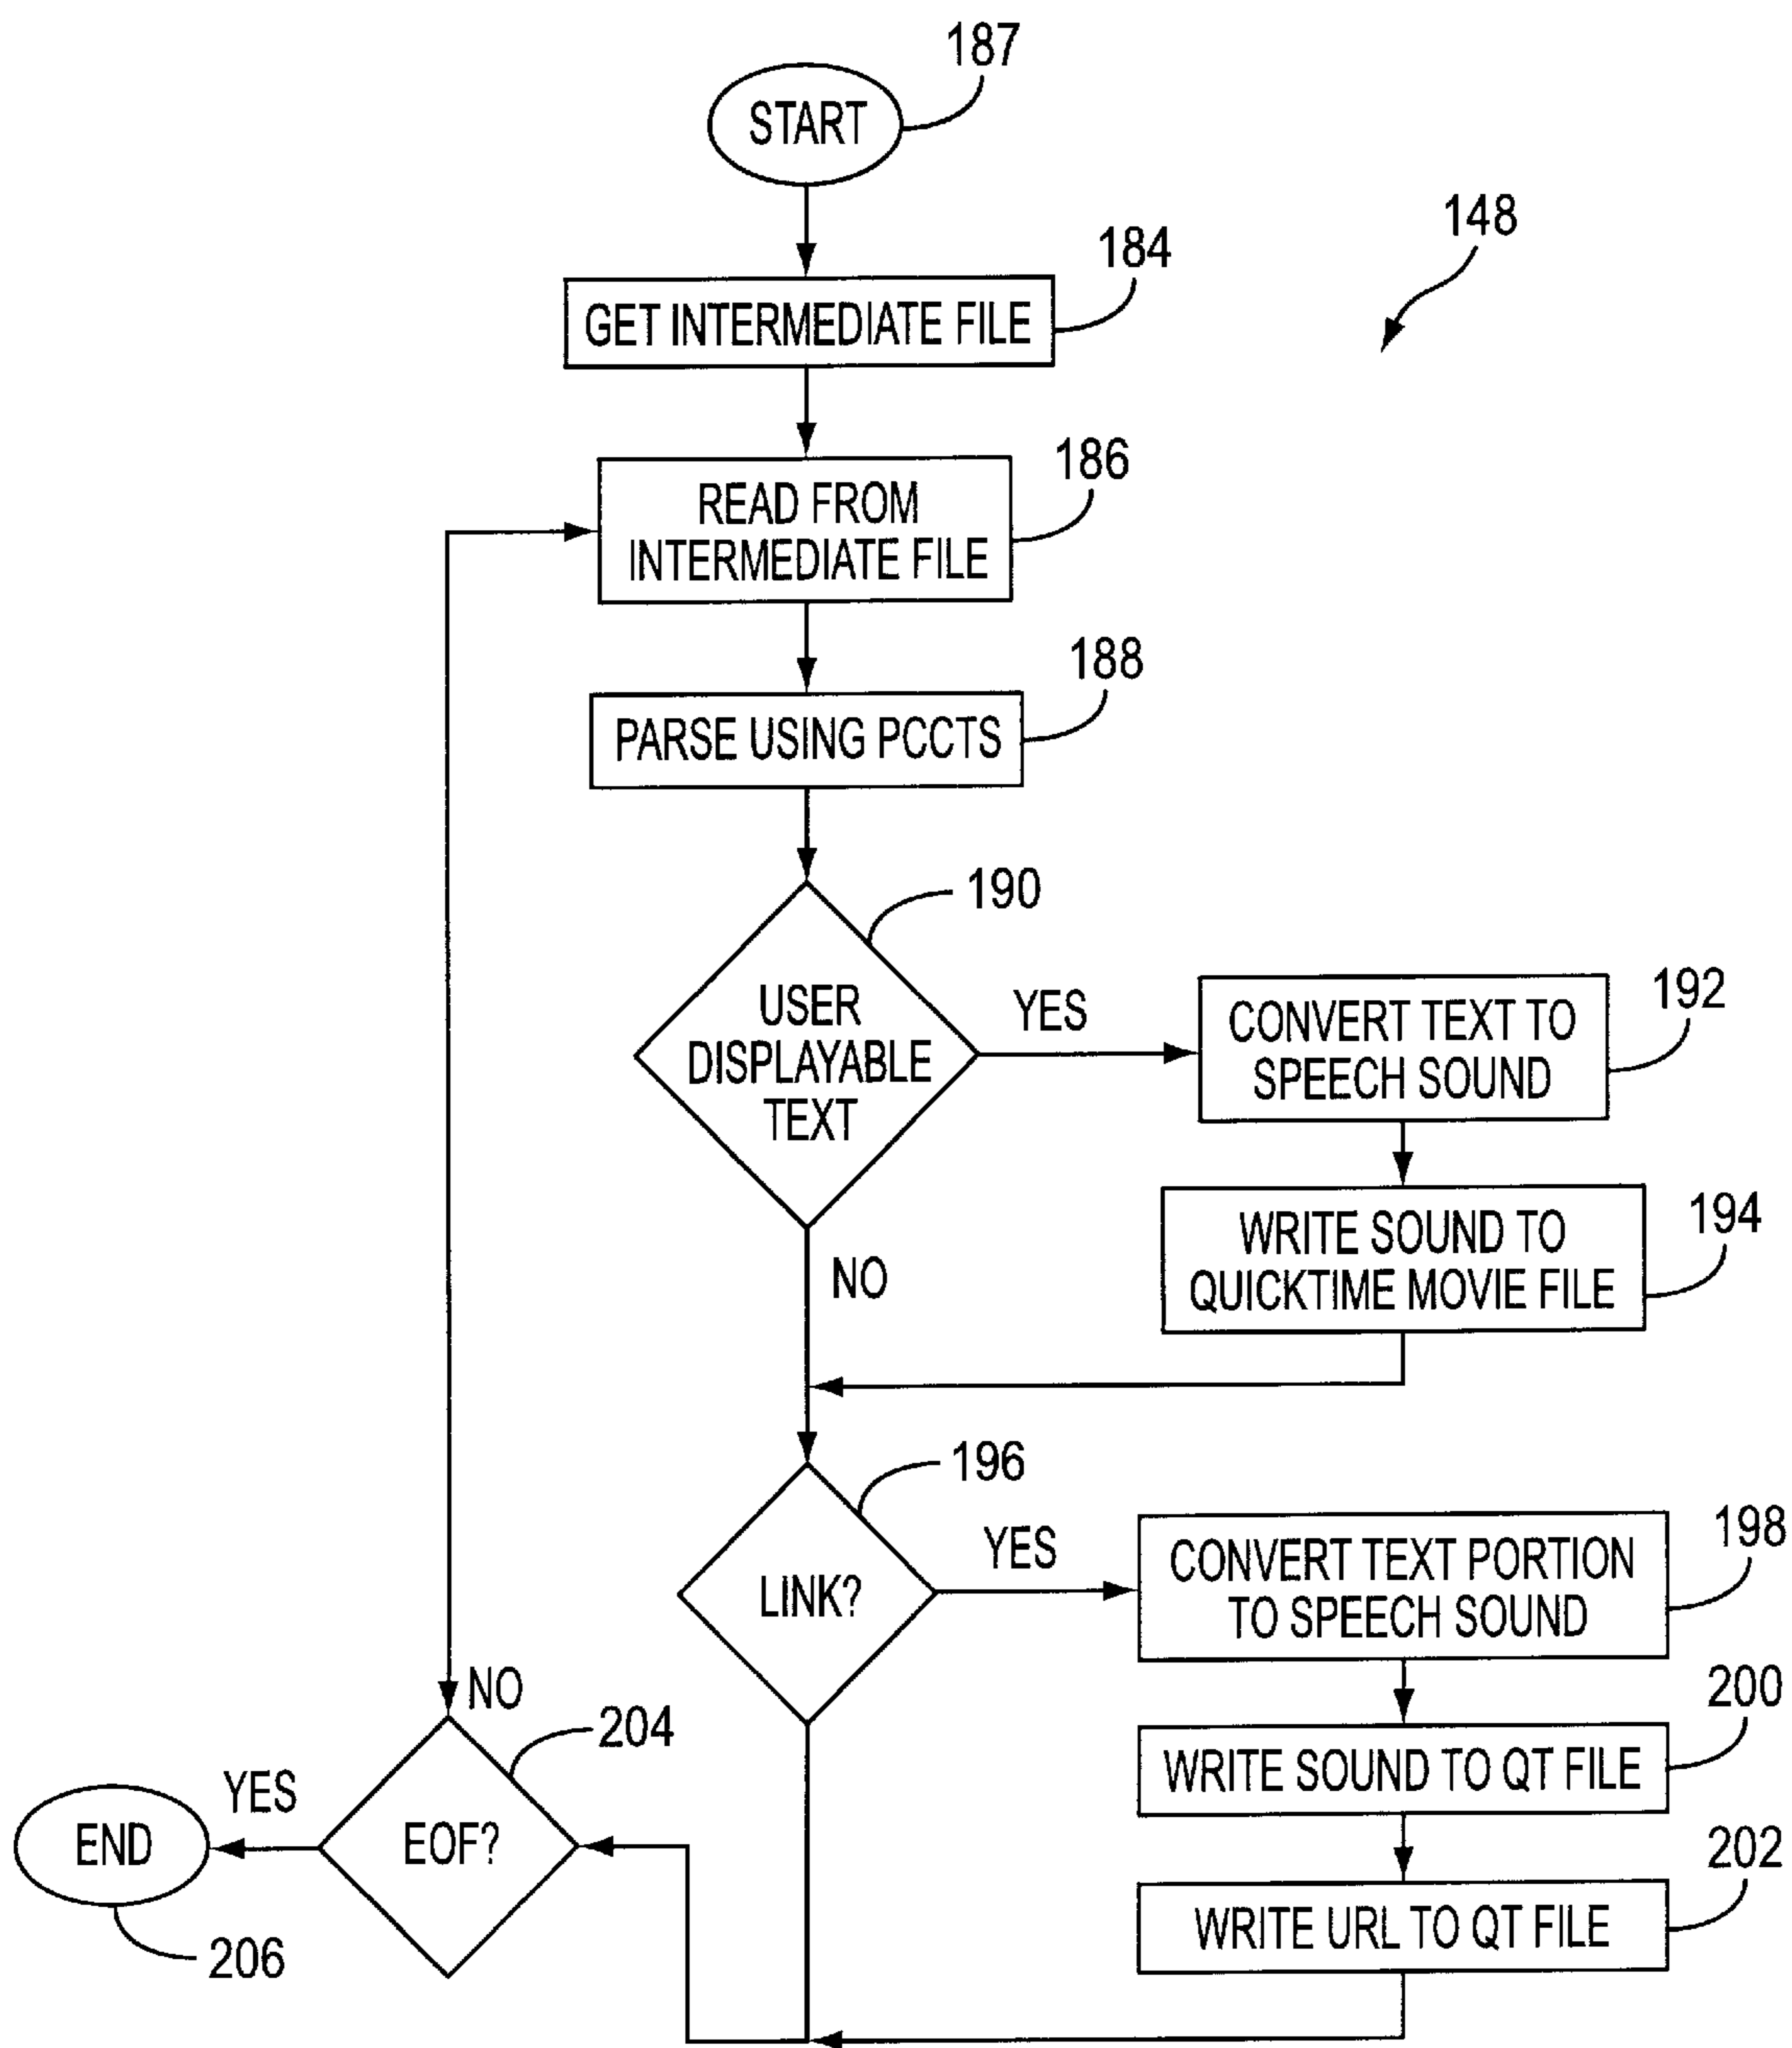 187
START
148
184
GET INTERMEDIATE FILE
186
READ FROM
INTERMEDIATE FILE
188
PARSE USING PCCTS
190
USER
DISPLAYABLE
TEXT
YES
192
CONVERT TEXT TO
SPEECH SOUND
194
WRITE SOUND TO
QUICKTIME MOVIE FILE
NO
196
LINK?
YES
198
CONVERT TEXT PORTION
TO SPEECH SOUND
200
WRITE SOUND TO QT FILE
202
WRITE URL TO QT FILE
NO
204
EOF?
YES
END
206